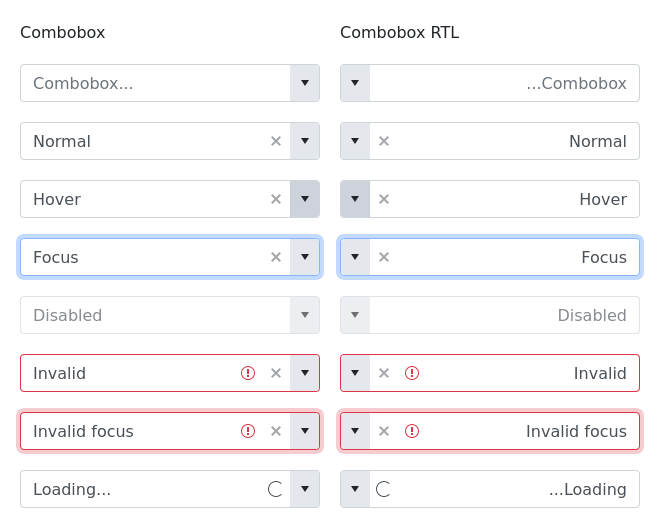 Combobox
Combobox RTL
Combobox...
...Combobox
Normal
Normal
Hover
Hover
Focus
Focus
Disabled
Disabled
Invalid
Invalid
Invalid focus
Invalid focus
Loading...
...Loading